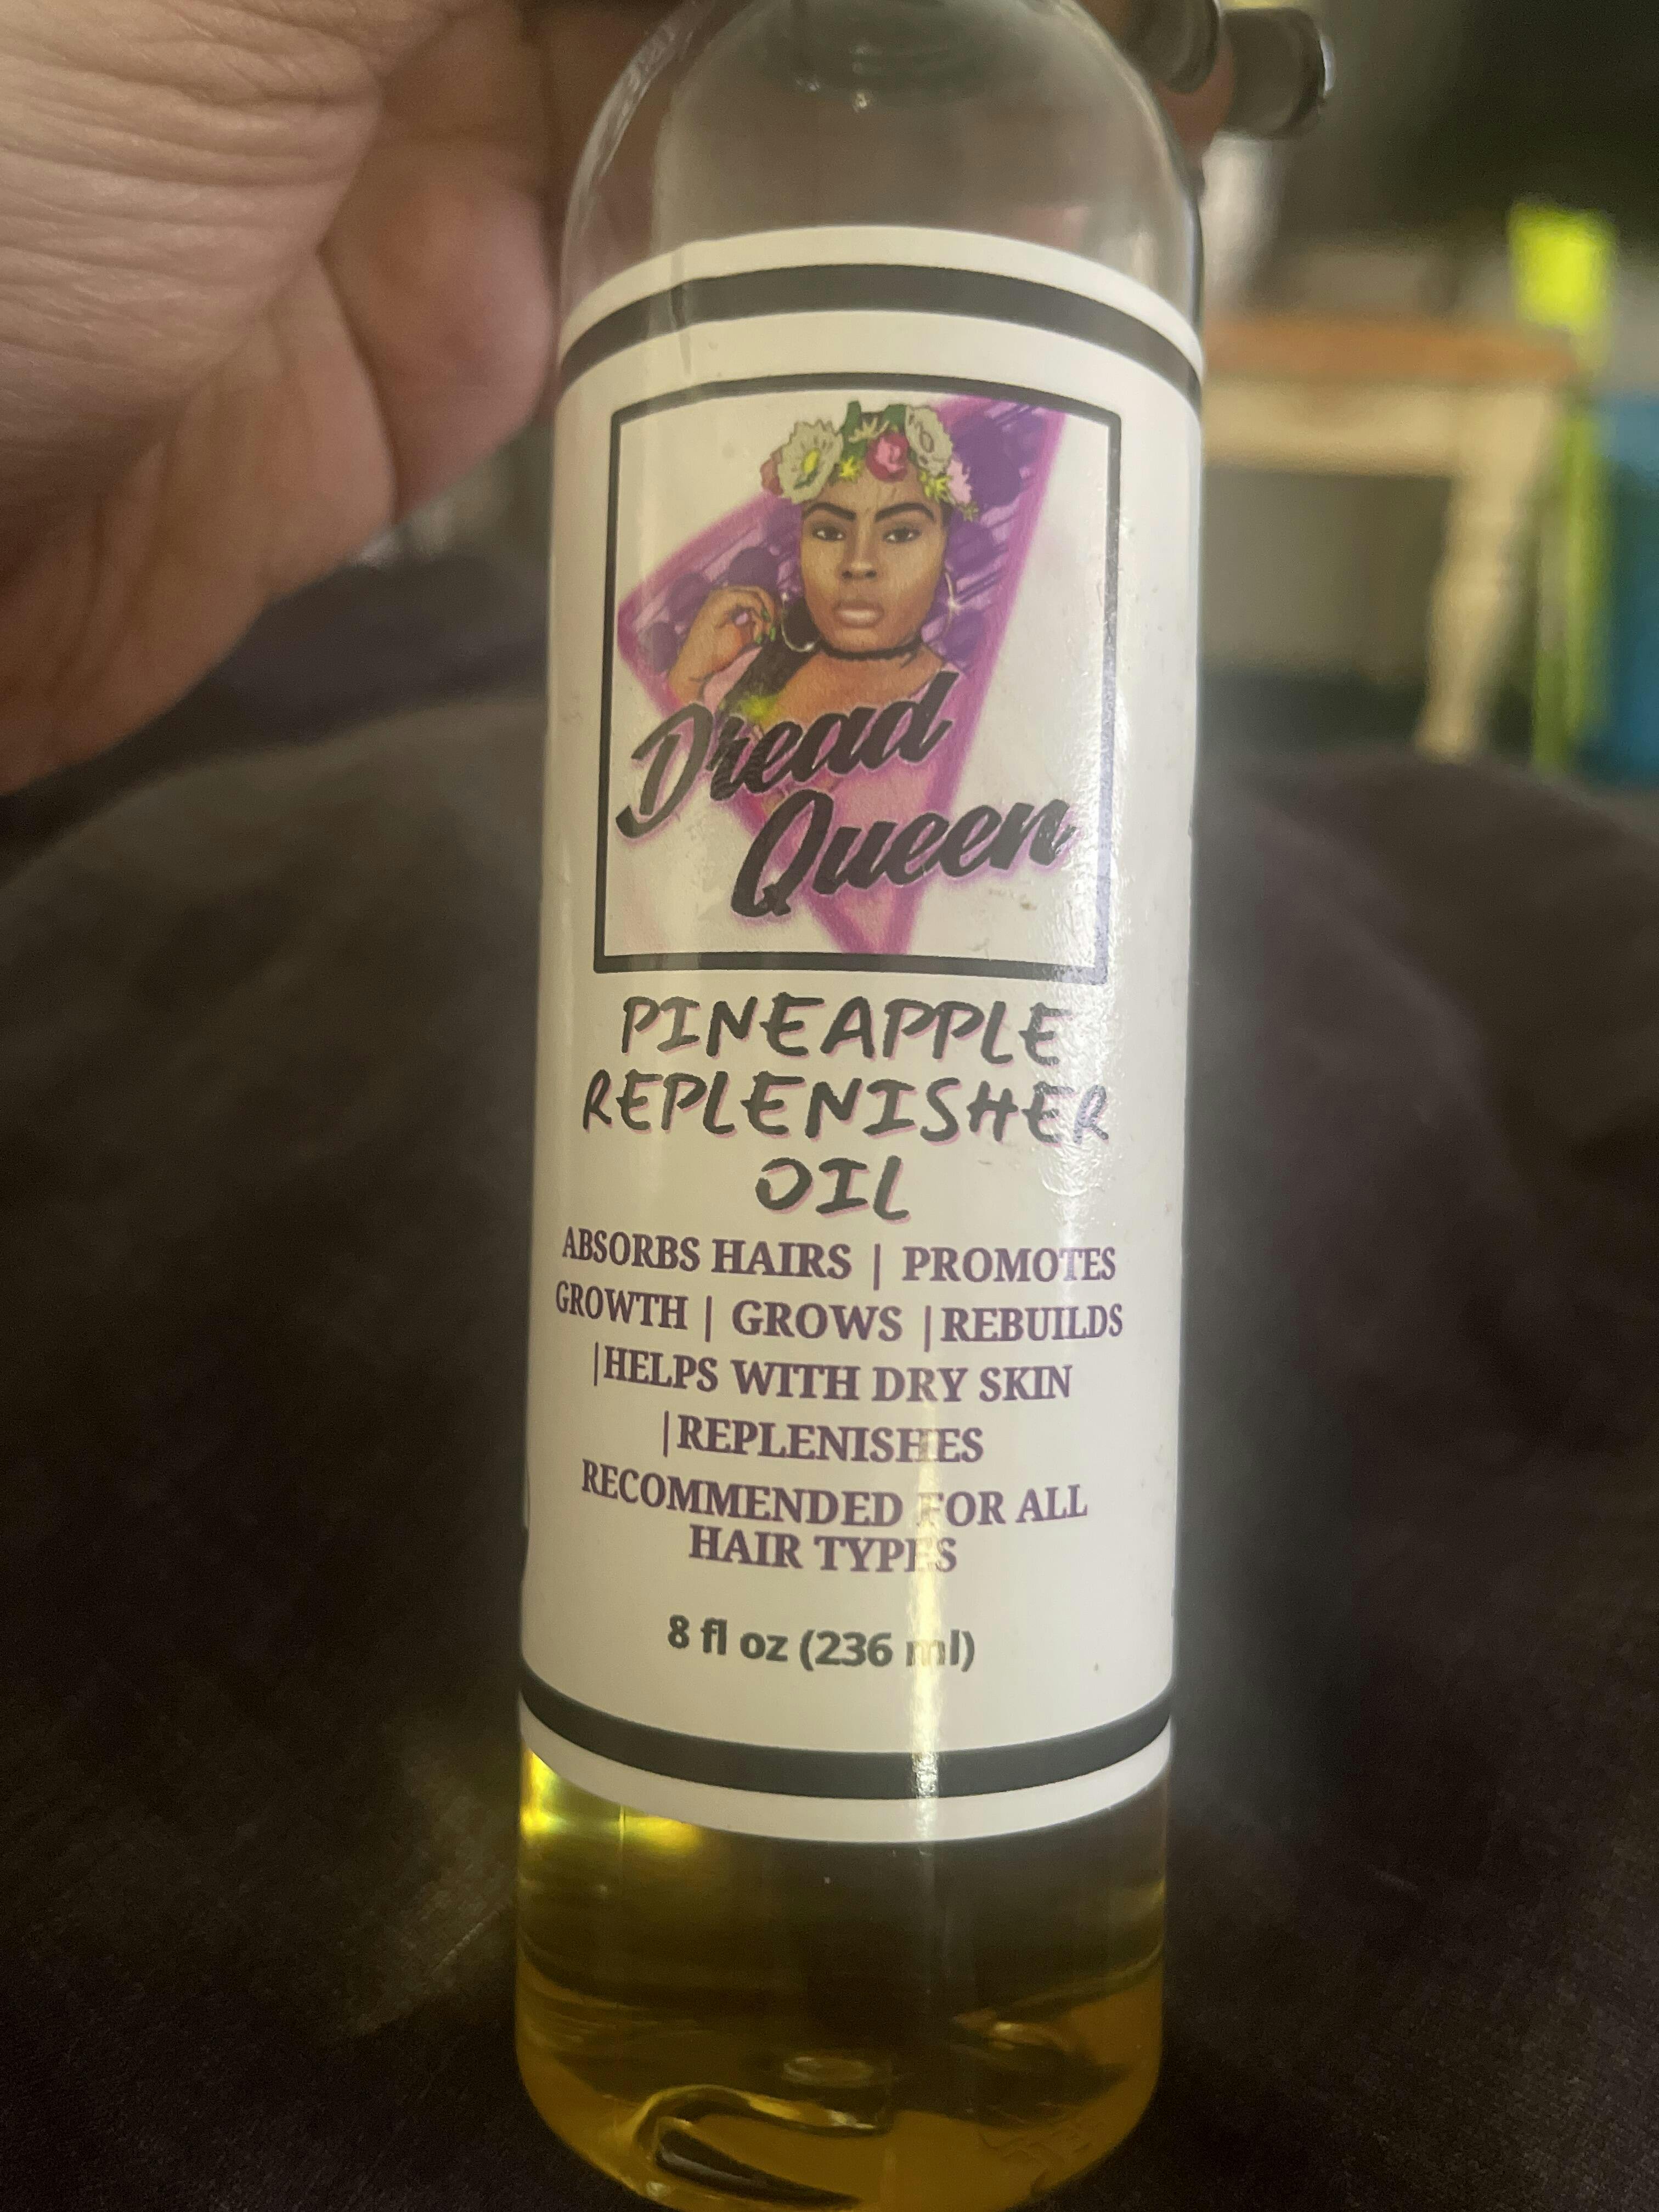 Dread
Queen
PINEAPPLE
REPLENISHER
OIL
ABSORBS HAIRS | PROMOTES
GROWTH | GROWS |REBUILDS
|HELPS WITH DRY SKIN
|REPLENISHES
RECOMMENDED FOR ALL
HAIR TYPES
8 fl oz (236 ml)